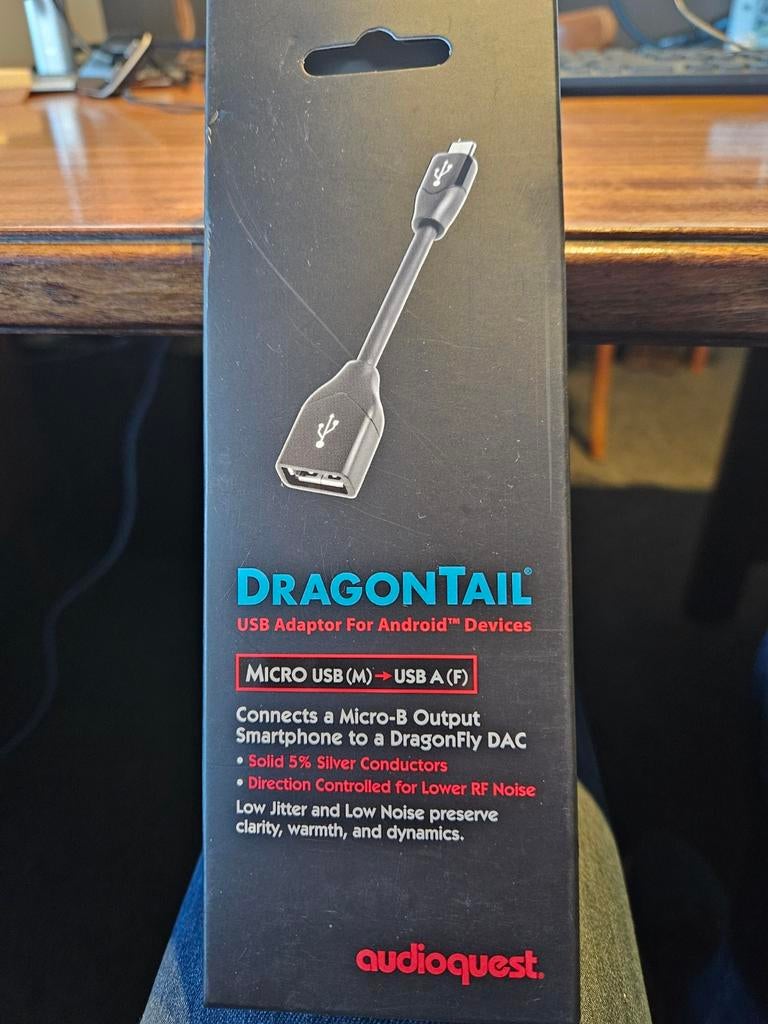 DRAGONTAIL®
USB Adaptor For Android™ Devices
MICRO USB (M) → USB A (F)
Connects a Micro-B Output
Smartphone to a DragonFly DAC
• Solid 5% Silver Conductors
• Direction Controlled for Lower RF Noise
Low Jitter and Low Noise preserve
clarity, warmth, and dynamics.
audioquest.